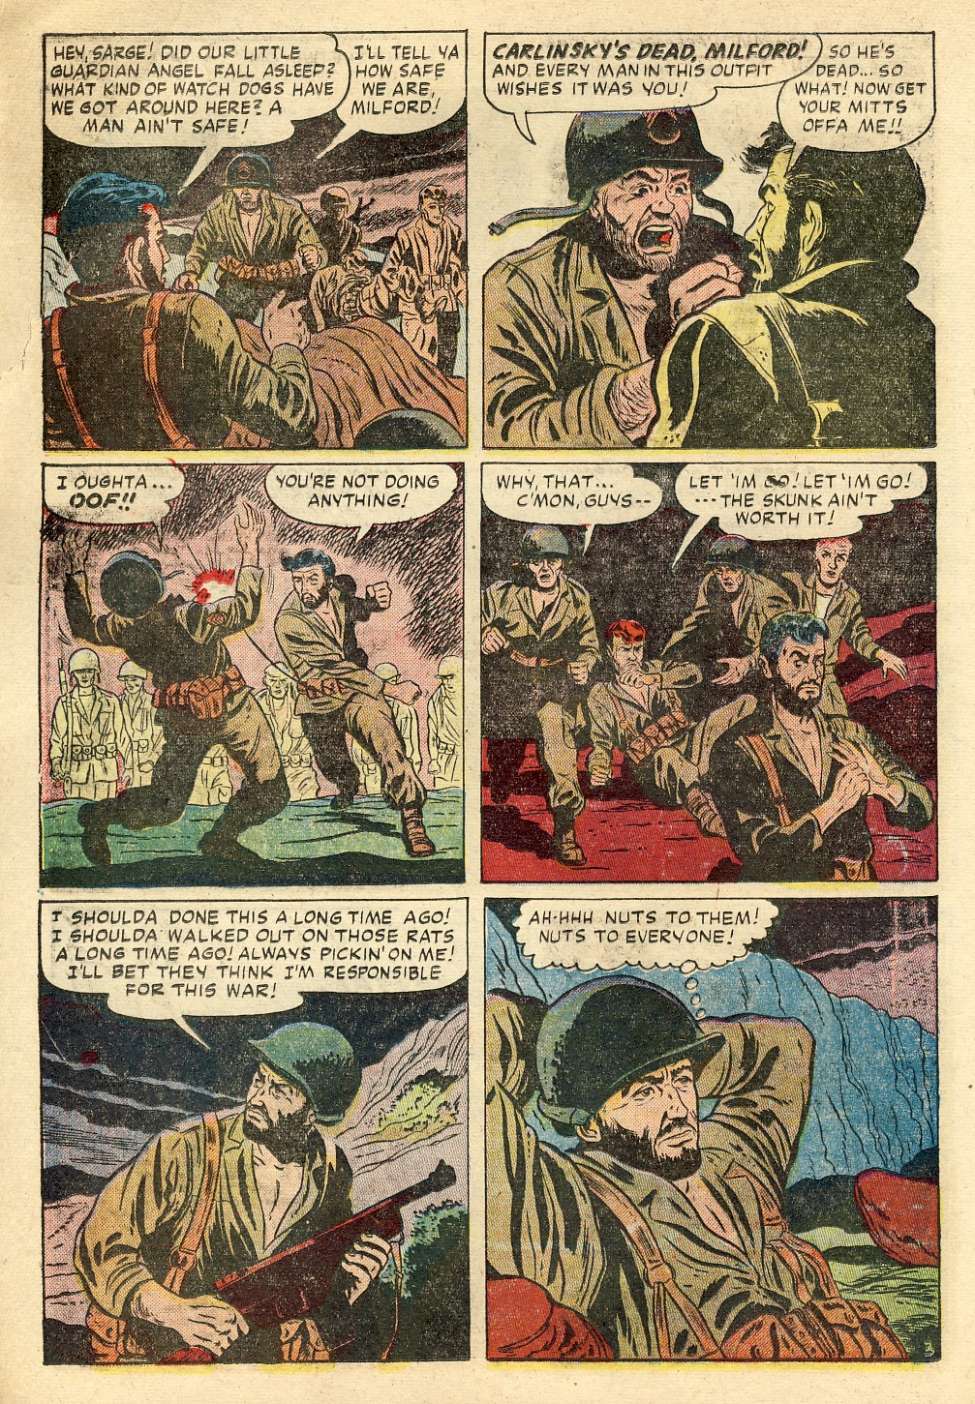 HEY, SARGE! DID OUR LITTLE
GUARDIAN ANGEL FALL ASLEEP?
WHAT KIND OF WATCH DOGS HAVE
WE GOT AROUND HERE? A
MAN AIN'T SAFE!
I'LL TELL YA
HOW SAFE
WE ARE,
MILFORD!
CARLINSKY'S DEAD, MILFORD!
AND EVERY MAN IN THIS OUTFIT
WISHES IT WAS YOU!
SO HE'S
DEAD... SO
WHAT! NOW GET
YOUR MITTS
OFFA ME!!
I OUGHTA...
OOF!!
YOU'RE NOT DOING
ANYTHING!
WHY, THAT...
C'MON, GUYS--
LET 'IM GO! LET 'IM GO!
---THE SKUNK AIN'T
WORTH IT!
I SHOULDA DONE THIS A LONG TIME AGO!
I SHOULDA WALKED OUT ON THOSE RATS
A LONG TIME AGO! ALWAYS PICKIN' ON ME!
I'LL BET THEY THINK I'M RESPONSIBLE
FOR THIS WAR!
AH-HHH NUTS TO THEM!
NUTS TO EVERYONE!
3